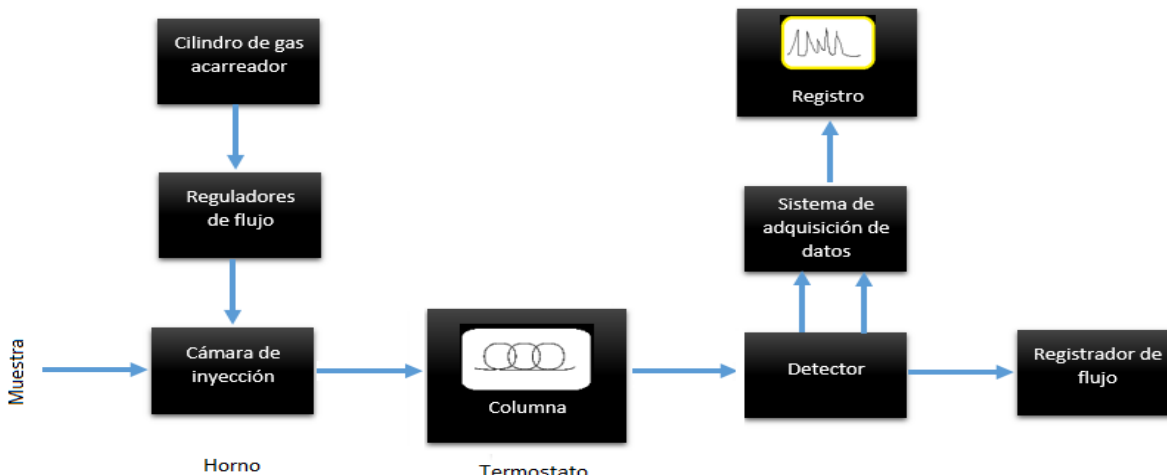 Cilindro de gas
acarreador
Registro
Reguladores
de flujo
Sistema de
adquisición de
datos
Muestra
Cámara de
inyección
Columna
Detector
Registrador de
flujo
Horno
Termostato